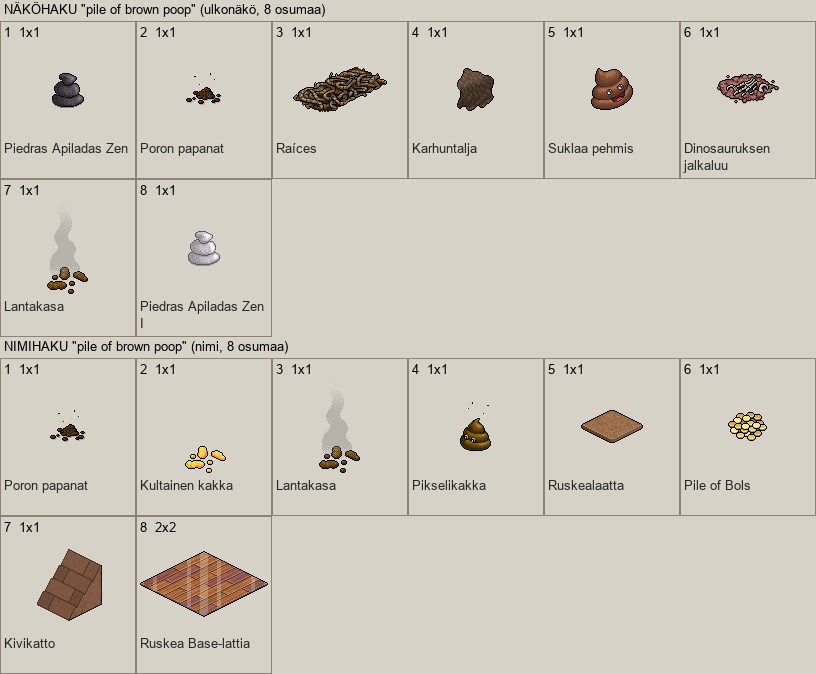 NÄKÖHAKU "pile of brown poop" (ulkonäkö, 8 osumaa)
1 1x1
2 1x1
3 1x1
4 1x1
5 1x1
6 1x1
Piedras Apiladas Zen
Poron papanat
Raíces
Karhuntalja
Suklaa pehmis
Dinosauruksen
jalkaluu
7 1x1
8 1x1
Lantakasa
Piedras Apiladas Zen
I
NIMIHAKU "pile of brown poop" (nimi, 8 osumaa)
1 1x1
2 1x1
3 1x1
4 1x1
5 1x1
6 1x1
Poron papanat
Kultainen kakka
Lantakasa
Pikselikakka
Ruskealaatta
Pile of Bols
7 1x1
8 2x2
Kivikatto
Ruskea Base-lattia